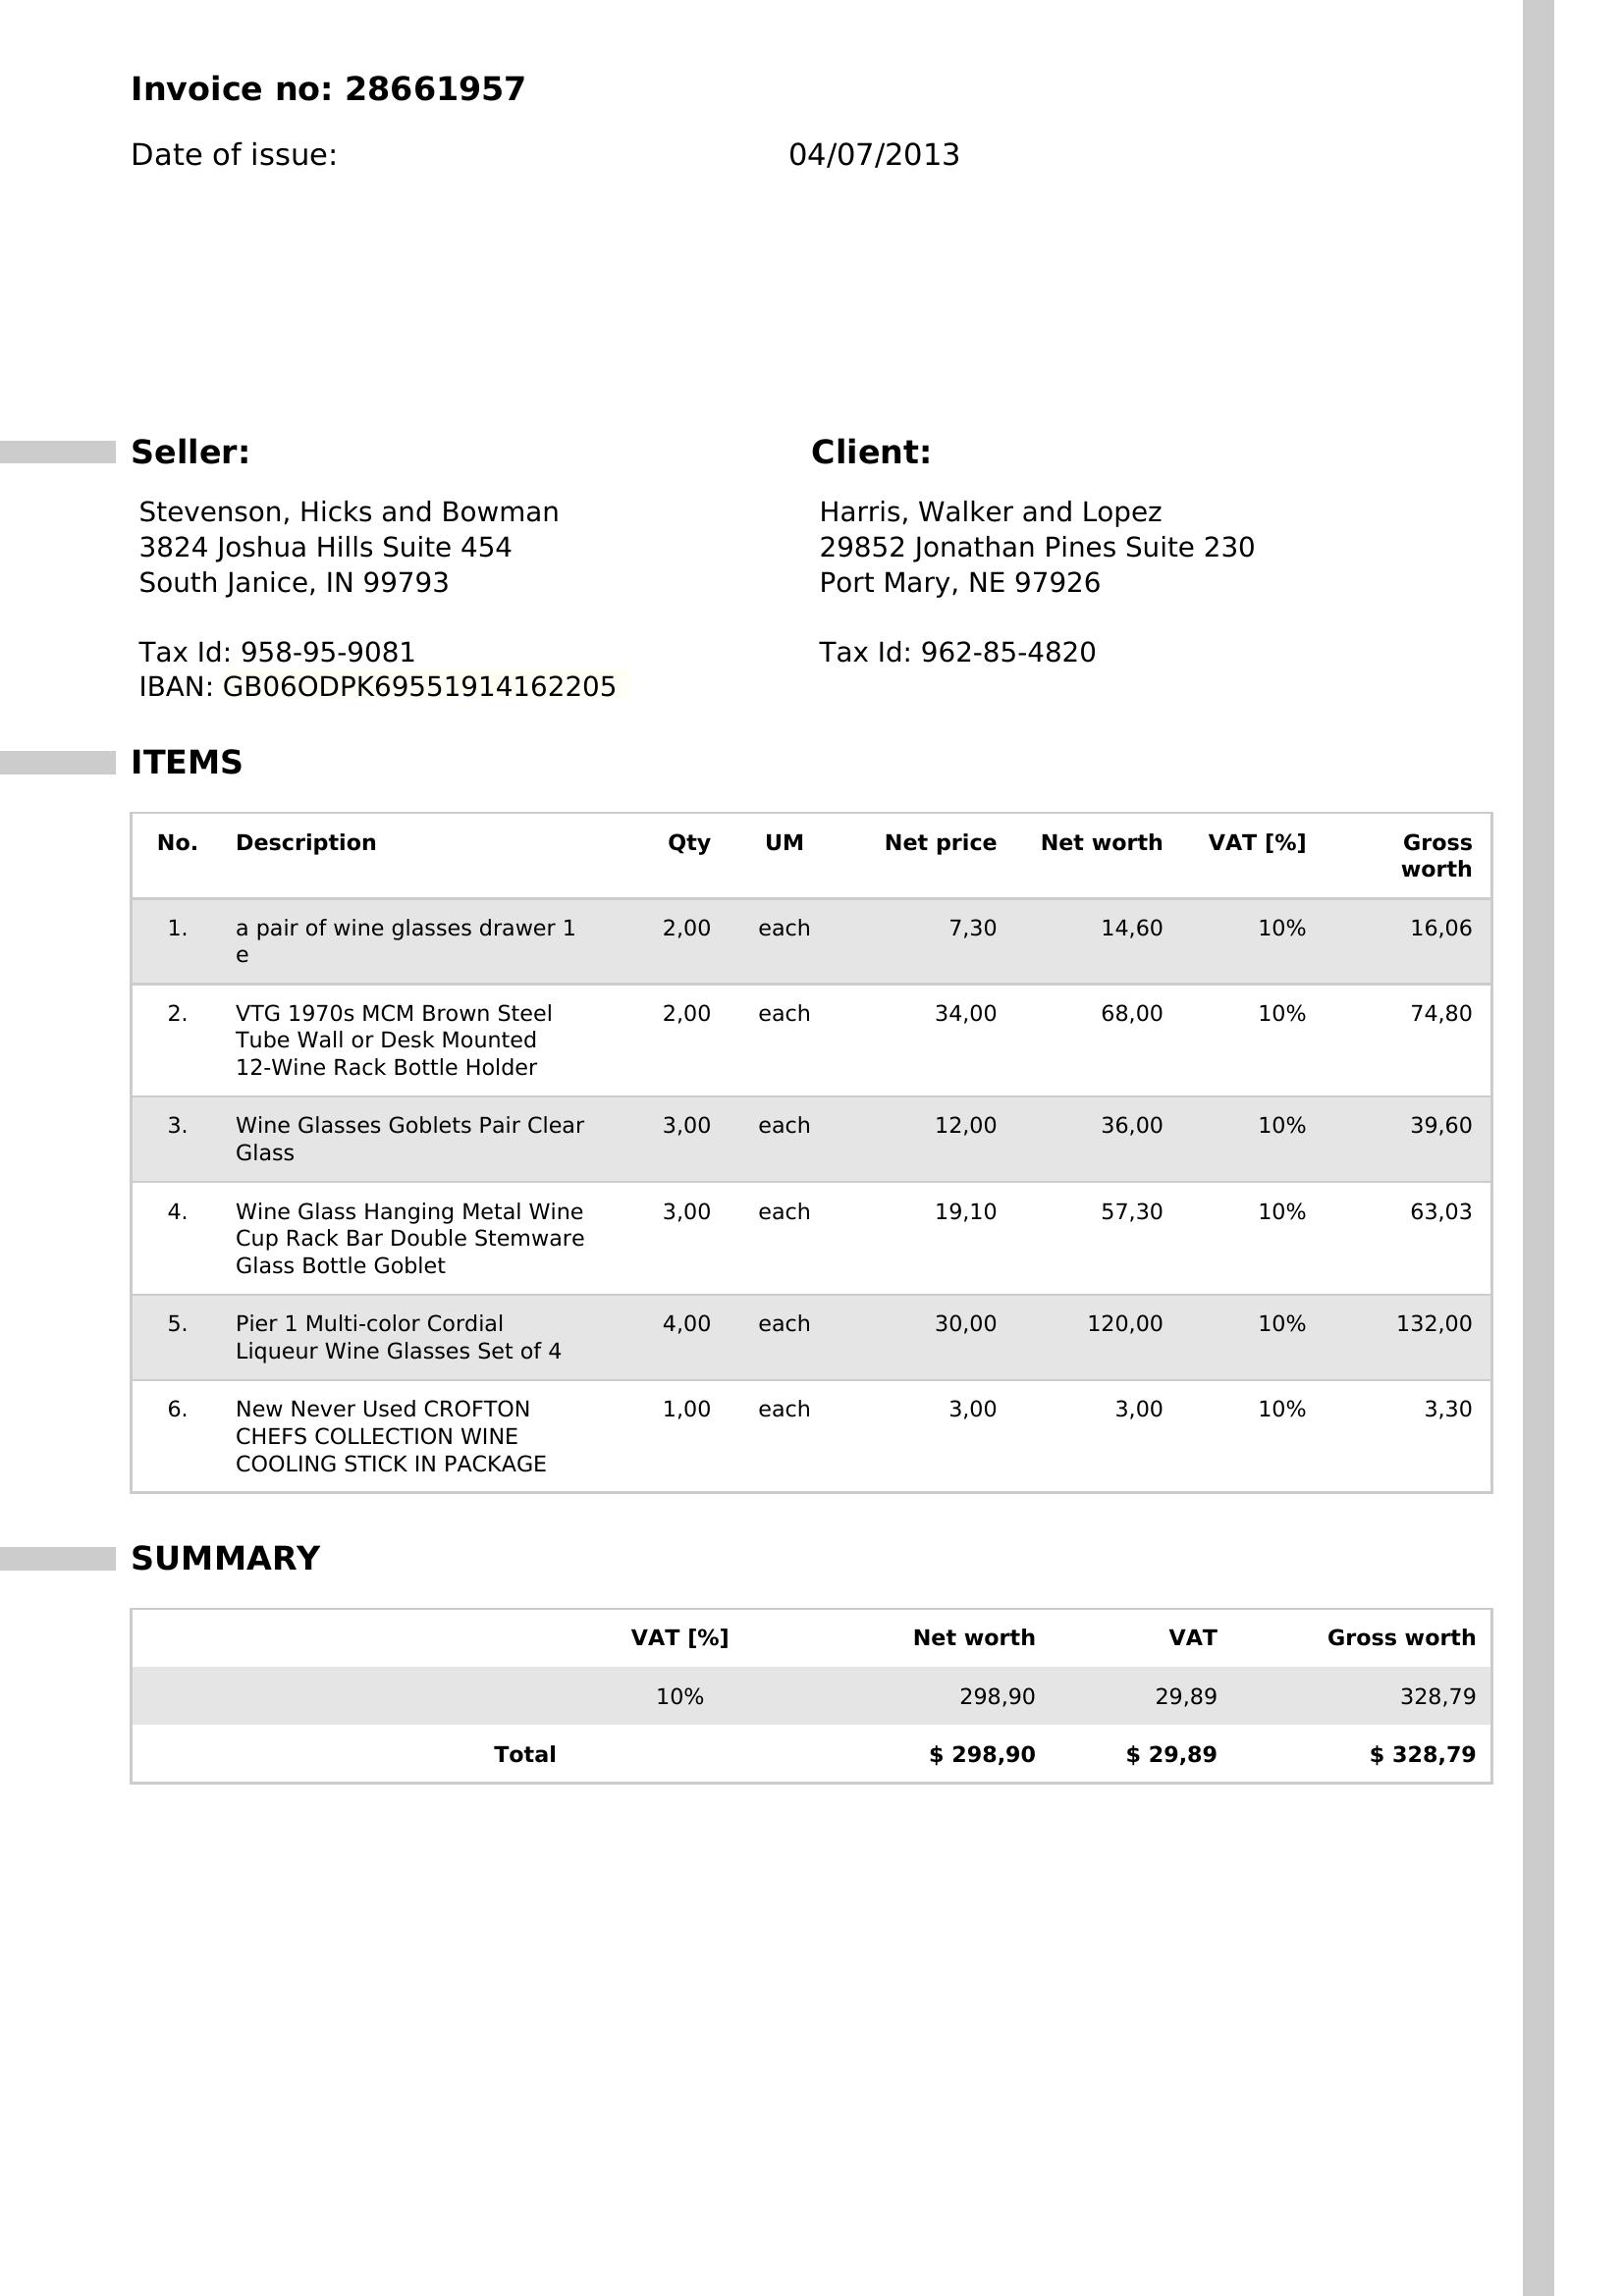 Invoice no: 28661957
Date of issue: 04/07/2013
Seller: Client:
Stevenson, Hicks and Bowman Harris, Walker and Lopez
3824 Joshua Hills Suite 454 29852 Jonathan Pines Suite 230
South Janice, IN 99793 Port Mary, NE 97926
Tax Id: 958-95-9081 Tax Id: 962-85-4820
IBAN: GB06ODPK69551914162205
ITEMS
No. Description Qty UM Net price Net worth VAT [%] Gross
worth
1. a pair of wine glasses drawer 1 2,00 each 7,30 14,60 10% 16,06
e
2. VTG 1970s MCM Brown Steel 2,00 each 34,00 68,00 10% 74,80
Tube Wall or Desk Mounted
12-Wine Rack Bottle Holder
3. Wine Glasses Goblets Pair Clear 3,00 each 12,00 36,00 10% 39,60
Glass
4. Wine Glass Hanging Metal Wine 3,00 each 19,10 57,30 10% 63,03
Cup Rack Bar Double Stemware
Glass Bottle Goblet
5. Pier 1 Multi-color Cordial 4,00 each 30,00 120,00 10% 132,00
Liqueur Wine Glasses Set of 4
6. New Never Used CROFTON 1,00 each 3,00 3,00 10% 3,30
CHEFS COLLECTION WINE
COOLING STICK IN PACKAGE
SUMMARY
VAT [%] Net worth VAT Gross worth
10% 298,90 29,89 328,79
Total $ 298,90 $ 29,89 $ 328,79